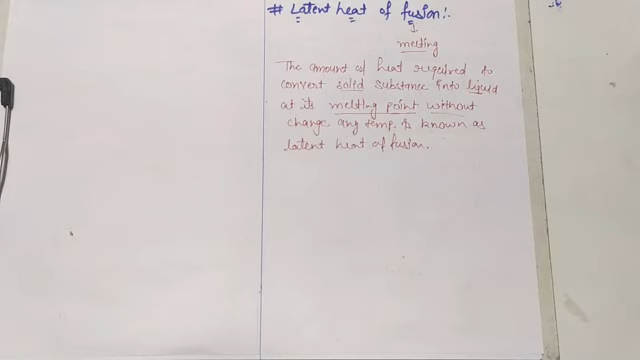 # Latent heat of fusion:.
↓
melting
The amount of heat required to
convert solid substance into liquid
at its melting point without
change any temp. is known as
latent heat of fusion.